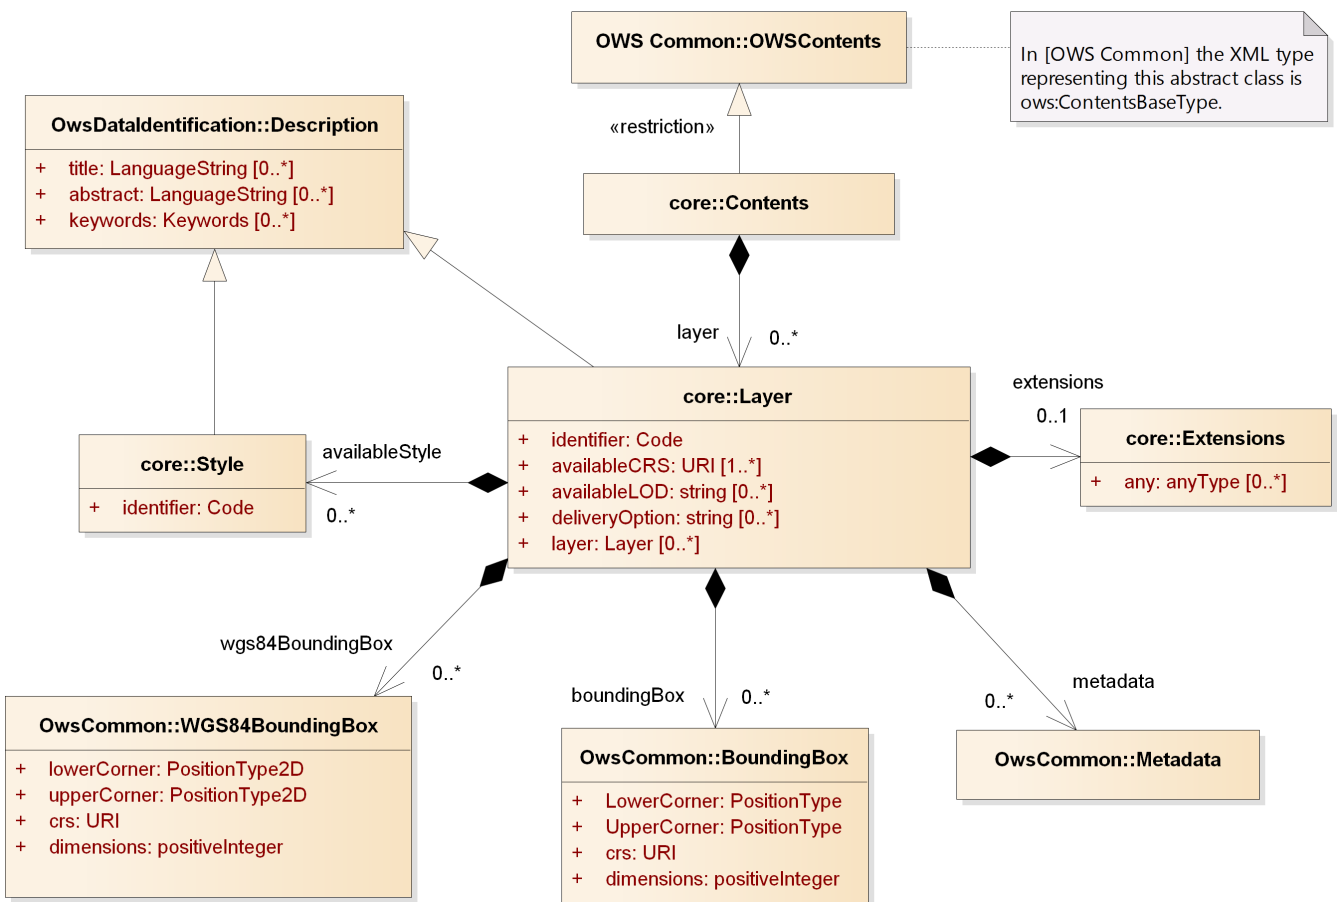 OWS Common::OWSContents
In [OWS Common] the XML type
representing this abstract class is
ows:ContentsBaseType.
OwsDataIdentification::Description
+ title: LanguageString [0..*]
+ abstract: LanguageString [0..*]
+ keywords: Keywords [0..*]
«restriction»
core::Contents
layer
0..*
core::Layer
+ identifier: Code
+ availableCRS: URI [1..*]
+ availableLOD: string [0..*]
+ deliveryOption: string [0..*]
+ layer: Layer [0..*]
extensions
0..1
core::Extensions
+ any: anyType [0..*]
availableStyle
0..*
core::Style
+ identifier: Code
wgs84BoundingBox
0..*
boundingBox
0..*
metadata
0..*
OwsCommon::WGS84BoundingBox
+ lowerCorner: PositionType2D
+ upperCorner: PositionType2D
+ crs: URI
+ dimensions: positiveInteger
OwsCommon::BoundingBox
+ LowerCorner: PositionType
+ UpperCorner: PositionType
+ crs: URI
+ dimensions: positiveInteger
OwsCommon::Metadata